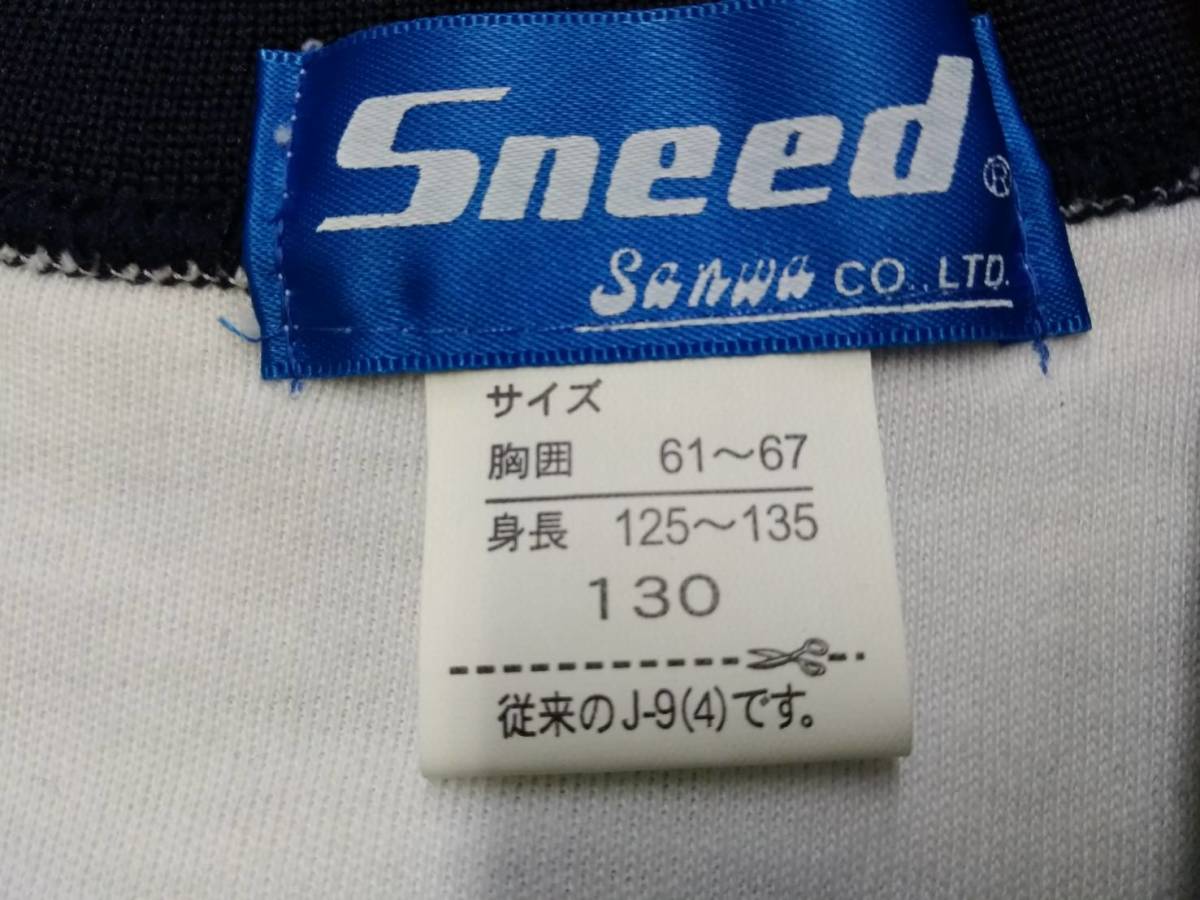 Sneed®
Sanwa CO.,LTD.
サイズ
胸囲 61〜67
身長 125〜135
130
従来のJ-9(4)です。